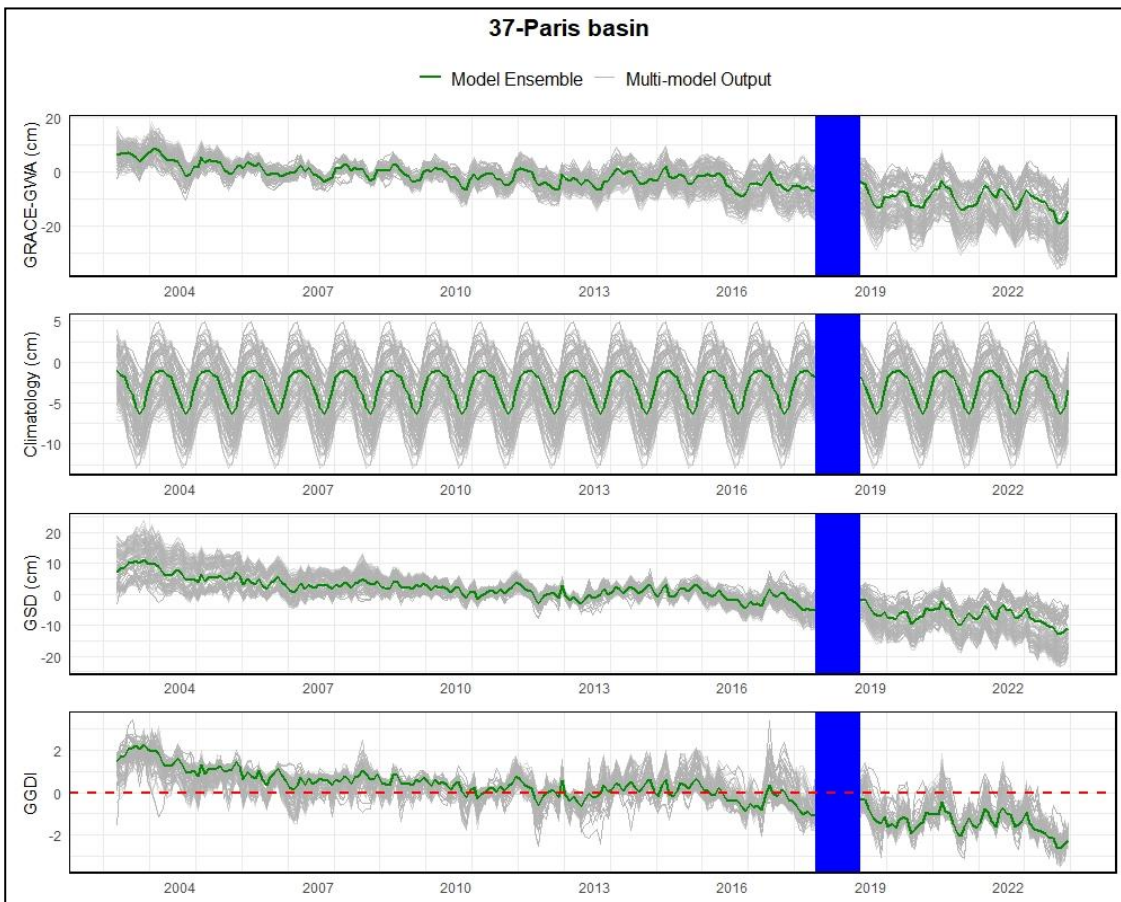 37-Paris basin
Model Ensemble Multi-model Output
GRACE-GWA (cm)
20
0
-20
2004 2007 2010 2013 2016 2019 2022
Climatology (cm)
5
0
-5
-10
2004 2007 2010 2013 2016 2019 2022
GSD (cm)
20
10
0
-10
-20
2004 2007 2010 2013 2016 2019 2022
GGDI
2
0
-2
2004 2007 2010 2013 2016 2019 2022